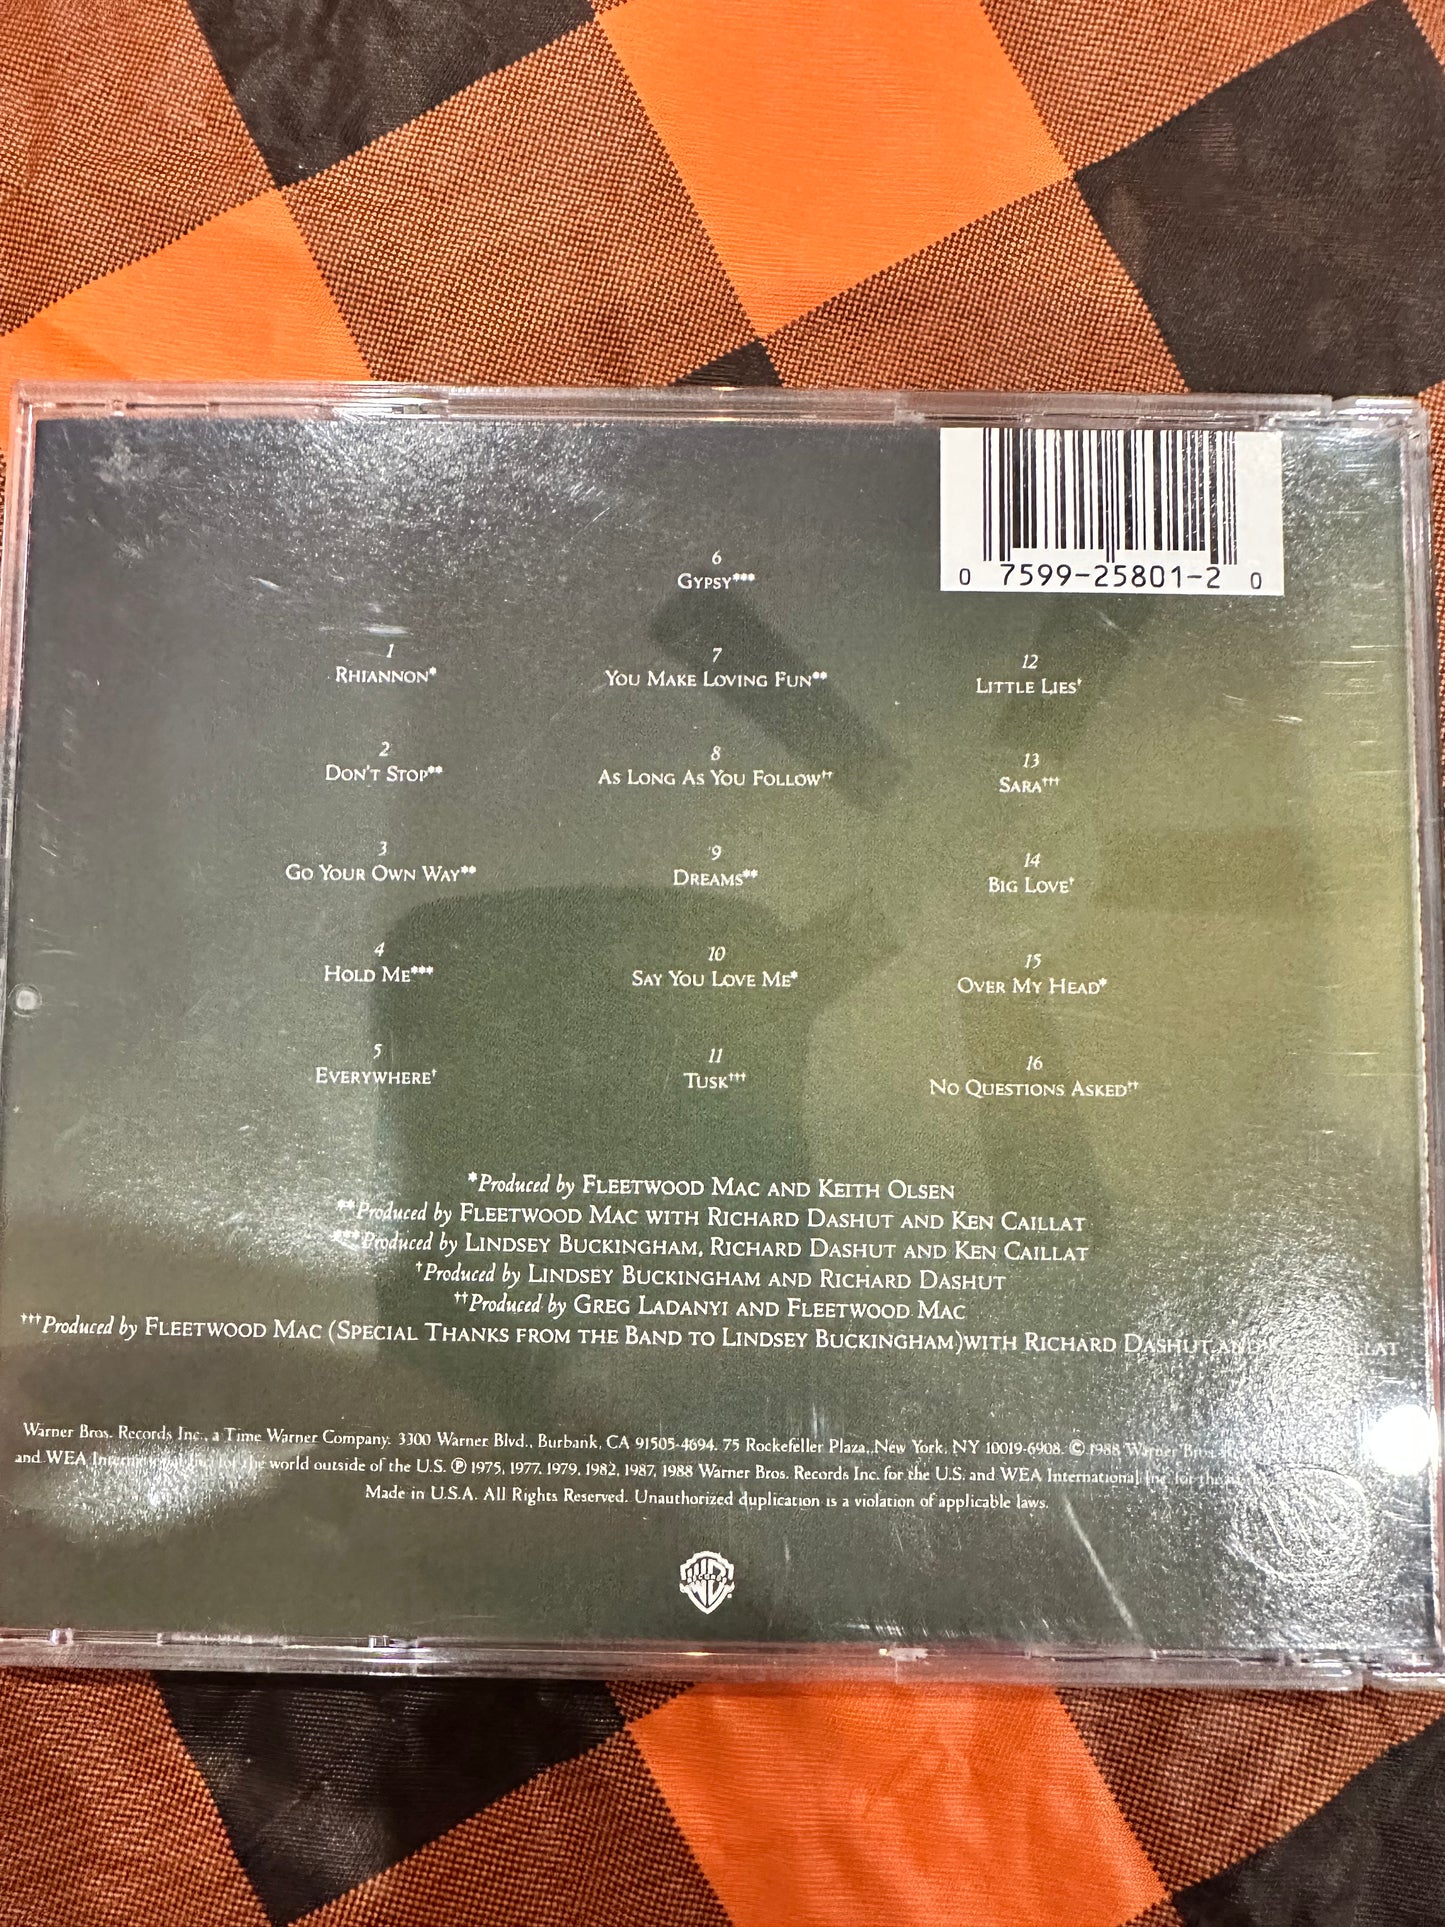 0 7599-25801-2 0
1
RHIANNON*
2
DON'T STOP**
3
GO YOUR OWN WAY**
4
HOLD ME***
5
EVERYWHERE†
6
GYPSY***
7
YOU MAKE LOVING FUN**
8
AS LONG AS YOU FOLLOW††
9
DREAMS**
10
SAY YOU LOVE ME*
11
TUSK†††
12
LITTLE LIES†
13
SARA†††
14
BIG LOVE†
15
OVER MY HEAD*
16
NO QUESTIONS ASKED††
*Produced by FLEETWOOD MAC AND KEITH OLSEN
**Produced by FLEETWOOD MAC WITH RICHARD DASHUT AND KEN CAILLAT
***Produced by LINDSEY BUCKINGHAM, RICHARD DASHUT AND KEN CAILLAT
†Produced by LINDSEY BUCKINGHAM AND RICHARD DASHUT
††Produced by GREG LADANYI AND FLEETWOOD MAC
†††Produced by FLEETWOOD MAC (SPECIAL THANKS FROM THE BAND TO LINDSEY BUCKINGHAM)WITH RICHARD DASHUT AND CAILLAT
Warner Bros. Records Inc., a Time Warner Company. 3300 Warner Blvd., Burbank, CA 91505-4694. 75 Rockefeller Plaza, New York, NY 10019-6908. © 1988 Warner Bros.
and WEA International Inc. for the world outside of the U.S. ℗ 1975, 1977, 1979, 1982, 1987, 1988 Warner Bros. Records Inc. for the U.S. and WEA International Inc. for the
Made in U.S.A. All Rights Reserved. Unauthorized duplication is a violation of applicable laws.
WB
RECORDS